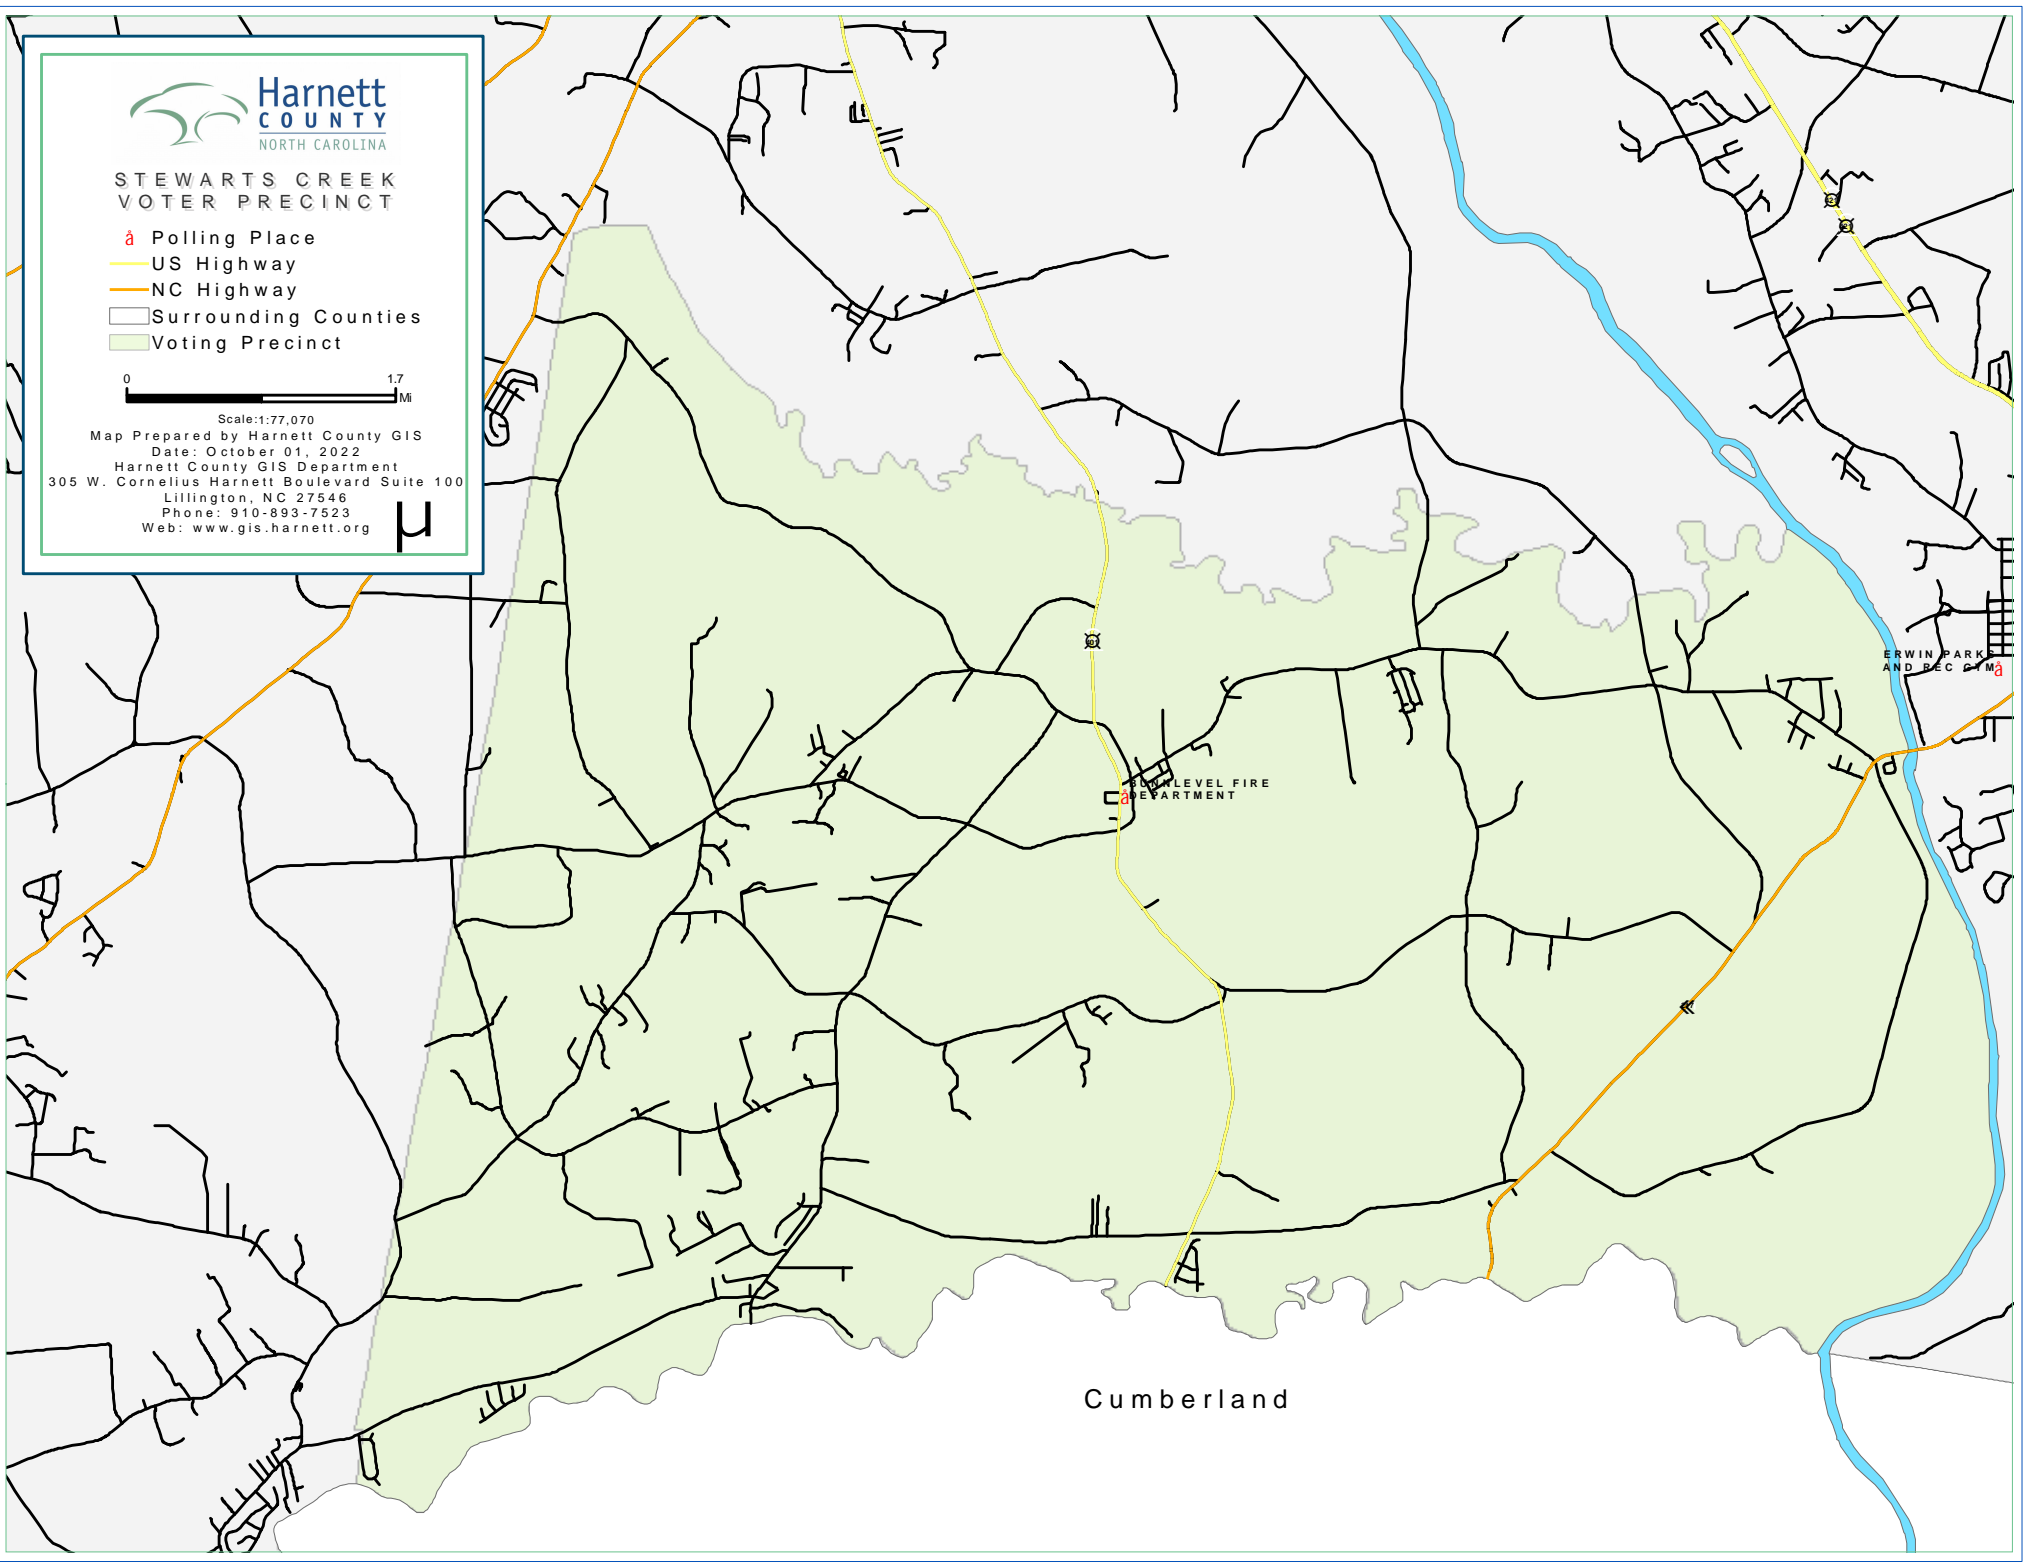 Harnett
COUNTY
NORTH CAROLINA
STEWARTS CREEK
VOTER PRECINCT
å Polling Place
US Highway
NC Highway
Surrounding Counties
Voting Precinct
0 1.7
Mi
Scale:1:77,070
Map Prepared by Harnett County GIS
Date: October 01, 2022
Harnett County GIS Department
305 W. Cornelius Harnett Boulevard Suite 100
Lillington, NC 27546
Phone: 910-893-7523
Web: www.gis.harnett.org
µ
ERWIN PARKS
AND REC GYM å
BUNNLEVEL FIRE
å DEPARTMENT
Cumberland